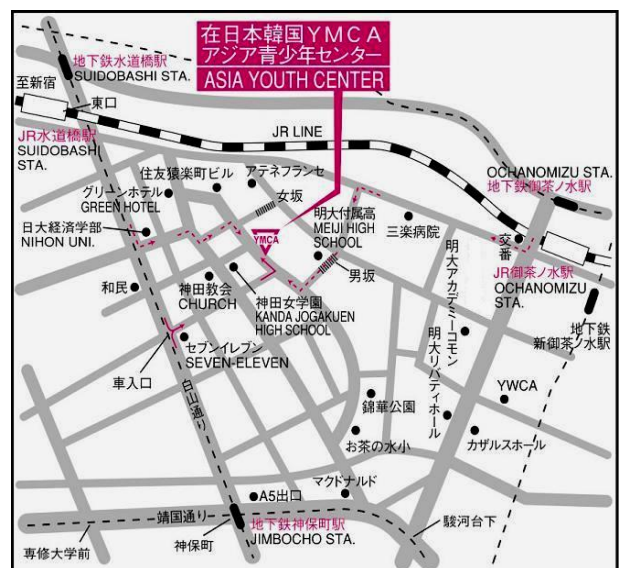 在日本韓国YMCA
アジア青少年センター
ASIA YOUTH CENTER
地下鉄水道橋駅
SUIDOBASHI STA.
至新宿
東口
JR水道橋駅
SUIDOBASHI
STA.
JR LINE
OCHANOMIZU STA.
地下鉄御茶ノ水駅
住友猿楽町ビル
アテネフランセ
グリーンホテル
GREEN HOTEL
女坂
明大付属高
MEIJI HIGH
SCHOOL
三楽病院
日大経済学部
NIHON UNI.
YMCA
交番
JR御茶ノ水駅
OCHANOMIZU
STA.
男坂
和民
神田教会
CHURCH
神田女学園
KANDA JOGAKUEN
HIGH SCHOOL
明大アカデミーコモン
明大リバティホール
地下鉄
新御茶ノ水駅
セブンイレブン
SEVEN-ELEVEN
車入口
白山通り
YWCA
錦華公園
お茶の水小
カザルスホール
マクドナルド
A5出口
靖国通り
地下鉄神保町駅
JIMBOCHO STA.
駿河台下
神保町
専修大学前